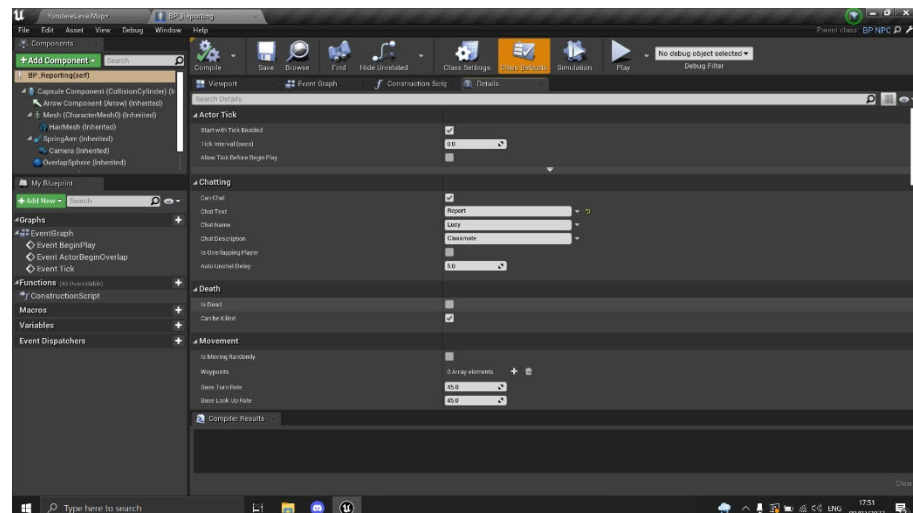 YandereLevelMap*
BP_Reporting
File Edit Asset View Debug Window Help
Parent class: BP NPC
Components
+Add Component
Search
BP_Reporting(self)
Capsule Component (CollisionCylinder) (In
Arrow Component (Arrow) (Inherited)
Mesh (CharacterMesh0) (Inherited)
HairMesh (Inherited)
SpringArm (Inherited)
Camera (Inherited)
OverlapSphere (Inherited)
My Blueprint
+Add New
Search
Graphs
EventGraph
Event BeginPlay
Event ActorBeginOverlap
Event Tick
Functions
ConstructionScript
Macros
Variables
Event Dispatchers
Compile Save Browse Find Hide Unrelated Class Settings Class Defaults Simulation Play
No debug object selected
Debug Filter
Viewport Event Graph Construction Scrip Details
Search Details
Actor Tick
Start with Tick Enabled
Tick Interval (secs) 0.0
Allow Tick Before Begin Play
Chatting
Can Chat
Chat Text Report
Chat Name Lucy
Chat Description Classmate
Is Overlapping Player
Auto Unchat Delay 5.0
Death
Is Dead
Can be Killed
Movement
Is Moving Randomly
Waypoints 0 Array elements
Base Turn Rate 45.0
Base Look Up Rate 45.0
Compiler Results
Clear
Type here to search
ENG
17:51